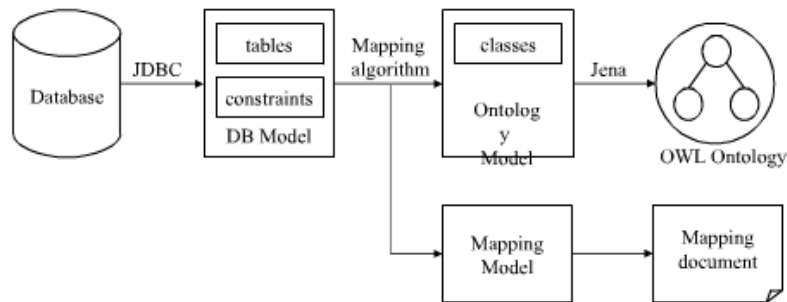 Database
JDBC
tables
constraints
DB Model
Mapping
algorithm
classes
Ontolog
y
Model
Jena
OWL Ontology
Mapping
Model
Mapping
document